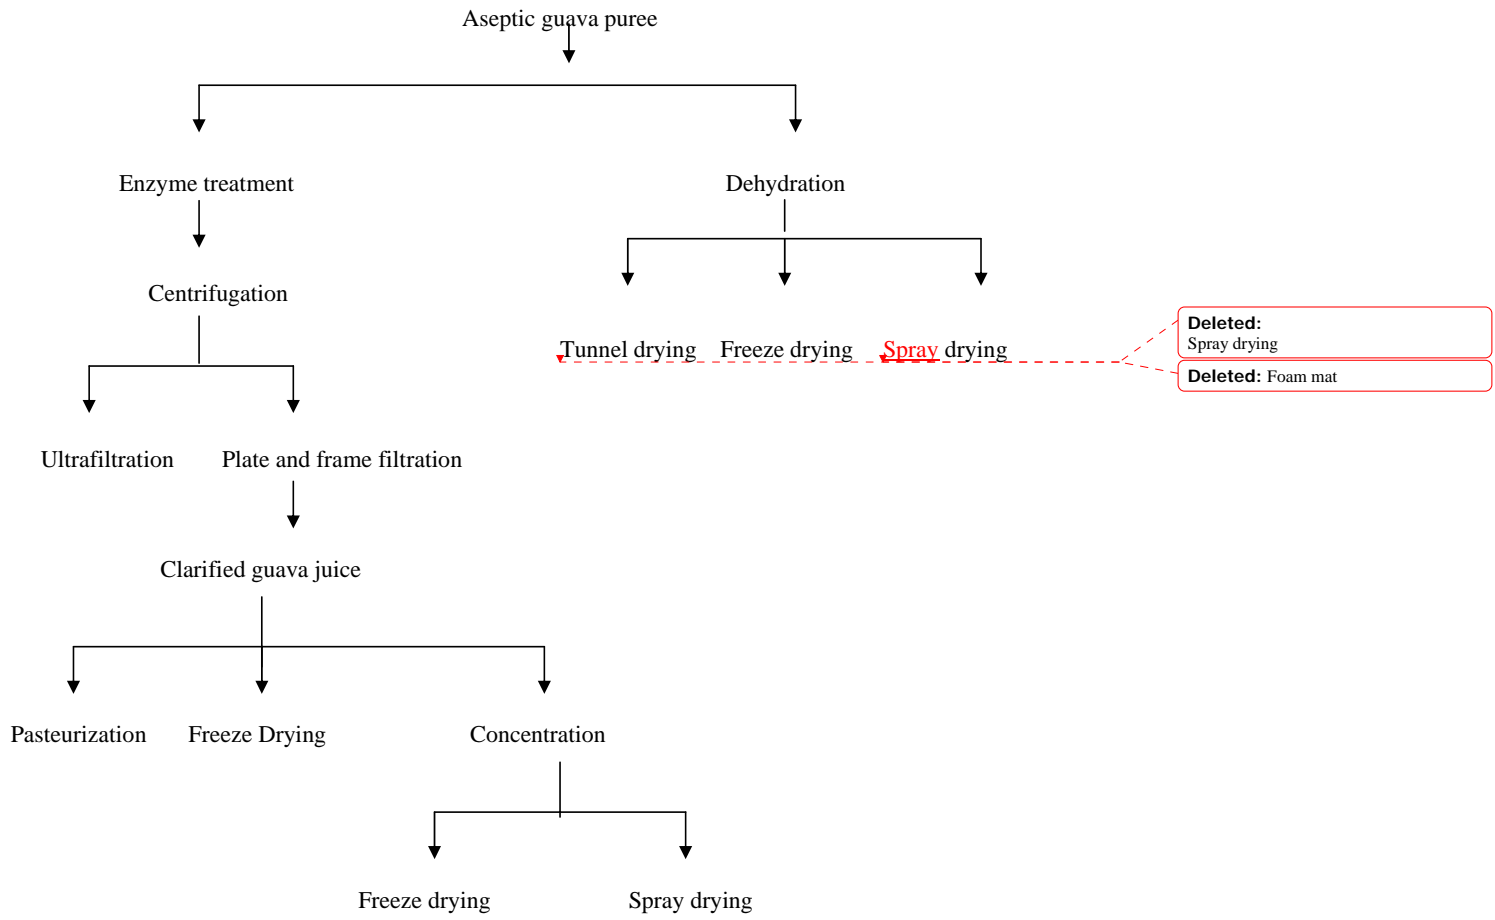 Aseptic guava puree
Enzyme treatment
Dehydration
Centrifugation
Tunnel drying
Freeze drying
Spray drying
Deleted:
Spray drying
Deleted: Foam mat
Ultrafiltration
Plate and frame filtration
Clarified guava juice
Pasteurization
Freeze Drying
Concentration
Freeze drying
Spray drying